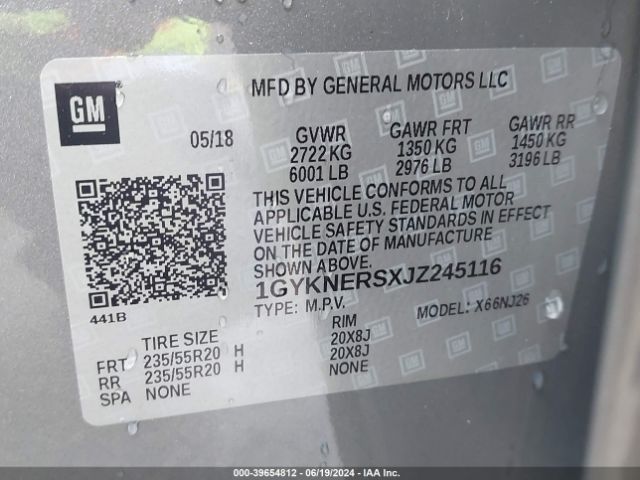 GM
MFD BY GENERAL MOTORS LLC
05/18
GVWR GAWR FRT GAWR RR
2722 KG 1350 KG 1450 KG
6001 LB 2976 LB 3196 LB
THIS VEHICLE CONFORMS TO ALL
APPLICABLE U.S. FEDERAL MOTOR
VEHICLE SAFETY STANDARDS IN EFFECT
ON THE DATE OF MANUFACTURE
SHOWN ABOVE.
1GYKNERSXJZ245116
TYPE: M.P.V. MODEL: X66NJ26
441B
TIRE SIZE RIM
FRT 235/55R20 H 20X8J
RR 235/55R20 H 20X8J
SPA NONE NONE
000-39654812 / 06/19/2024 - IAA Inc.